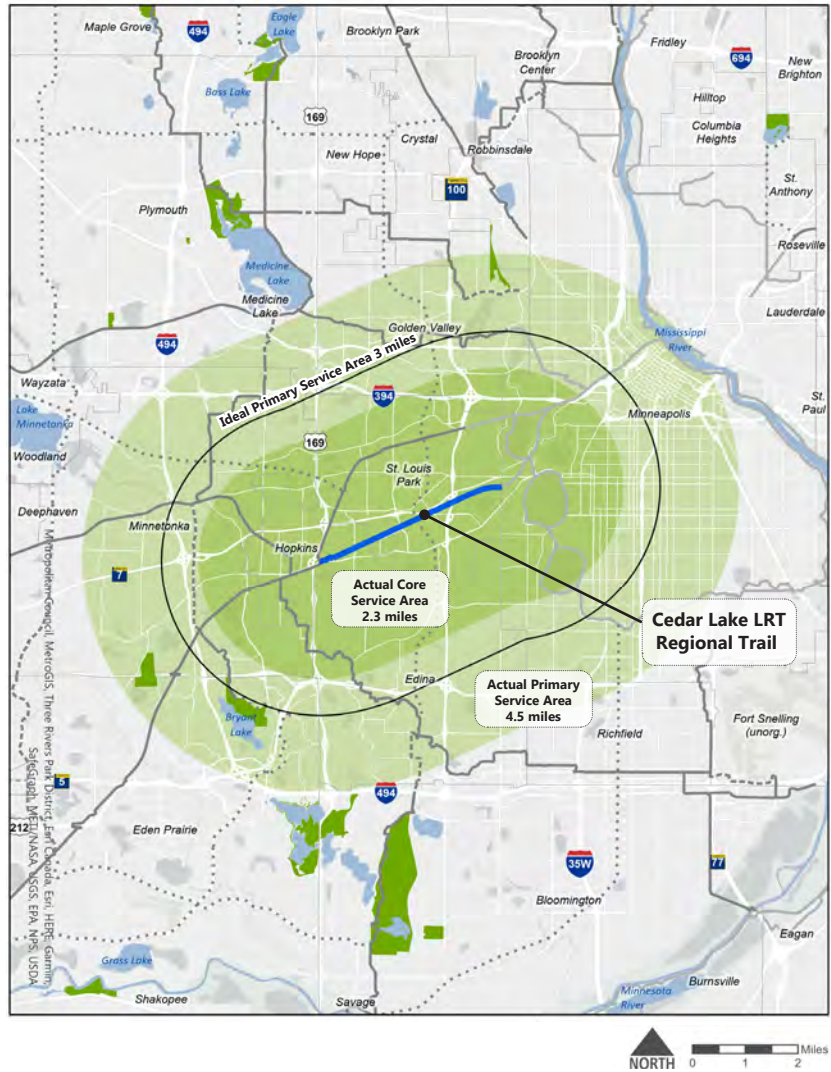 Maple Grove
494
Eagle
Lake
Brooklyn Park
Fridley
694
New
Brighton
Brooklyn
Center
Bass Lake
169
Hilltop
Columbia
Heights
Crystal
New Hope
Robbinsdale
100
St.
Anthony
Plymouth
Roseville
Medicine
Lake
Medicine
Lake
Lauderdale
Golden Valley
Mississippi
River
494
Ideal Primary Service Area 3 miles
Wayzata
394
St.
Paul
Lake
Minnetonka
Minneapolis
169
Woodland
St. Louis
Park
Deephaven
Minnetonka
Hopkins
7
Actual Core
Service Area
2.3 miles
Cedar Lake LRT
Regional Trail
Edina
Actual Primary
Service Area
4.5 miles
Bryant
Lake
Richfield
Fort Snelling
(unorg.)
5
494
212
Eden Prairie
35W
77
Bloomington
Eagan
Grass Lake
Shakopee
Savage
Minnesota
River
Burnsville
Metropolitan Council, MetroGIS, Three Rivers Park District, Esri Canada, Esri, HERE, Garmin,
SafeGraph, METI/NASA, USGS, EPA, NPS, USDA
NORTH
Miles
0 1 2